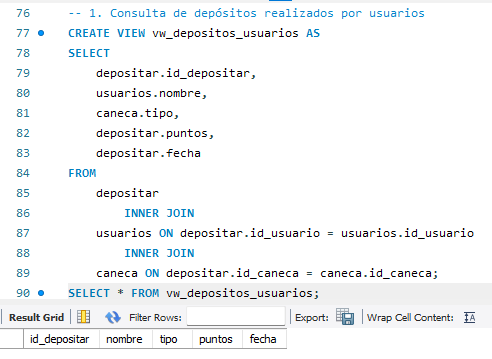 76 -- 1. Consulta de depósitos realizados por usuarios
77 CREATE VIEW vw_depositos_usuarios AS
78 SELECT
79 depositar.id_depositar,
80 usuarios.nombre,
81 caneca.tipo,
82 depositar.puntos,
83 depositar.fecha
84 FROM
85 depositar
86 INNER JOIN
87 usuarios ON depositar.id_usuario = usuarios.id_usuario
88 INNER JOIN
89 caneca ON depositar.id_caneca = caneca.id_caneca;
90 SELECT * FROM vw_depositos_usuarios;
Result Grid Filter Rows: Export: Wrap Cell Content:
id_depositar nombre tipo puntos fecha